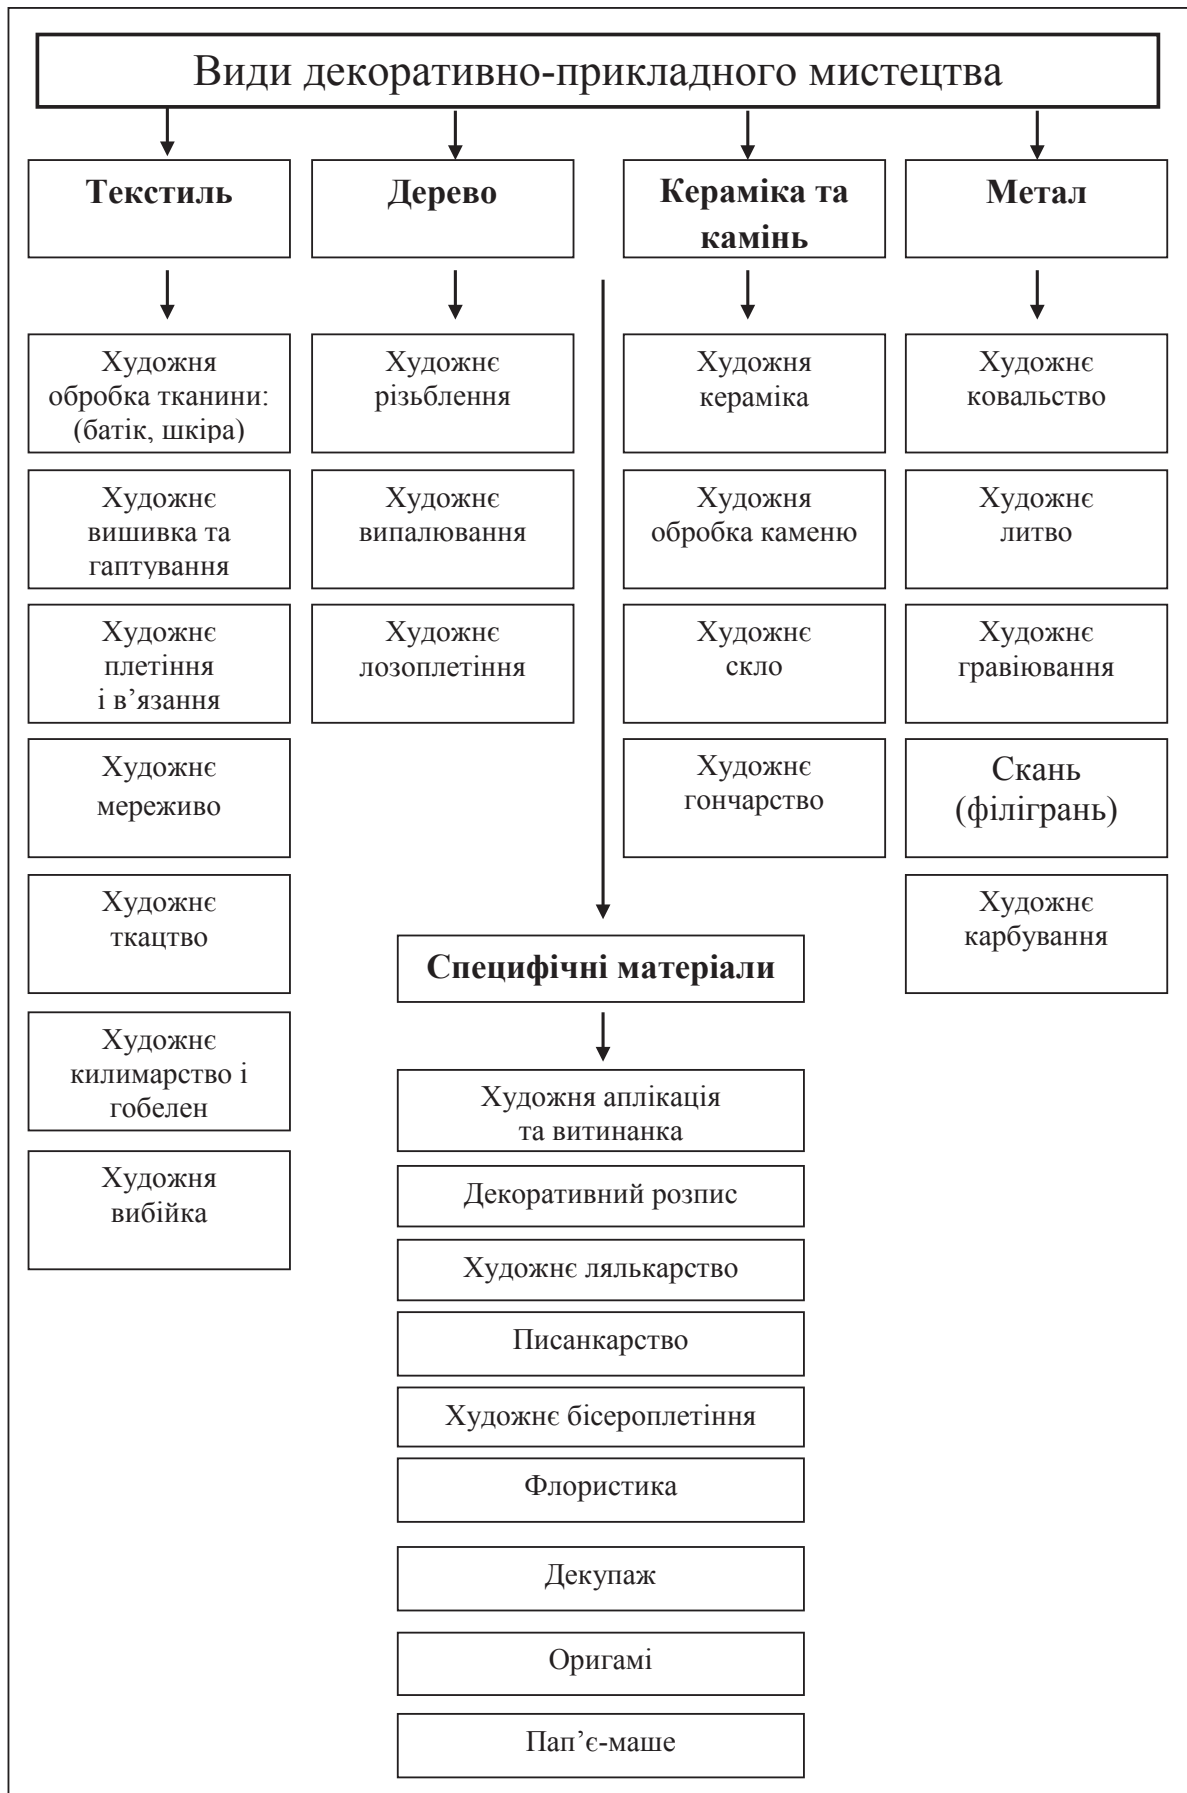 Види декоративно-прикладного мистецтва
Текстиль
Художня
обробка тканини:
(батік, шкіра)
Художнє
вишивка та
гаптування
Художнє
плетіння
і в’язання
Художнє
мереживо
Художнє
ткацтво
Художнє
килимарство і
гобелен
Художня
вибійка
Дерево
Художнє
різьблення
Художнє
випалювання
Художнє
лозоплетіння
Кераміка та
камінь
Художня
кераміка
Художня
обробка каменю
Художнє
скло
Художнє
гончарство
Метал
Художнє
ковальство
Художнє
литво
Художнє
гравіювання
Скань
(філігрань)
Художнє
карбування
Специфічні матеріали
Художня аплікація
та витинанка
Декоративний розпис
Художнє лялькарство
Писанкарство
Художнє бісероплетіння
Флористика
Декупаж
Оригамі
Пап’є-маше